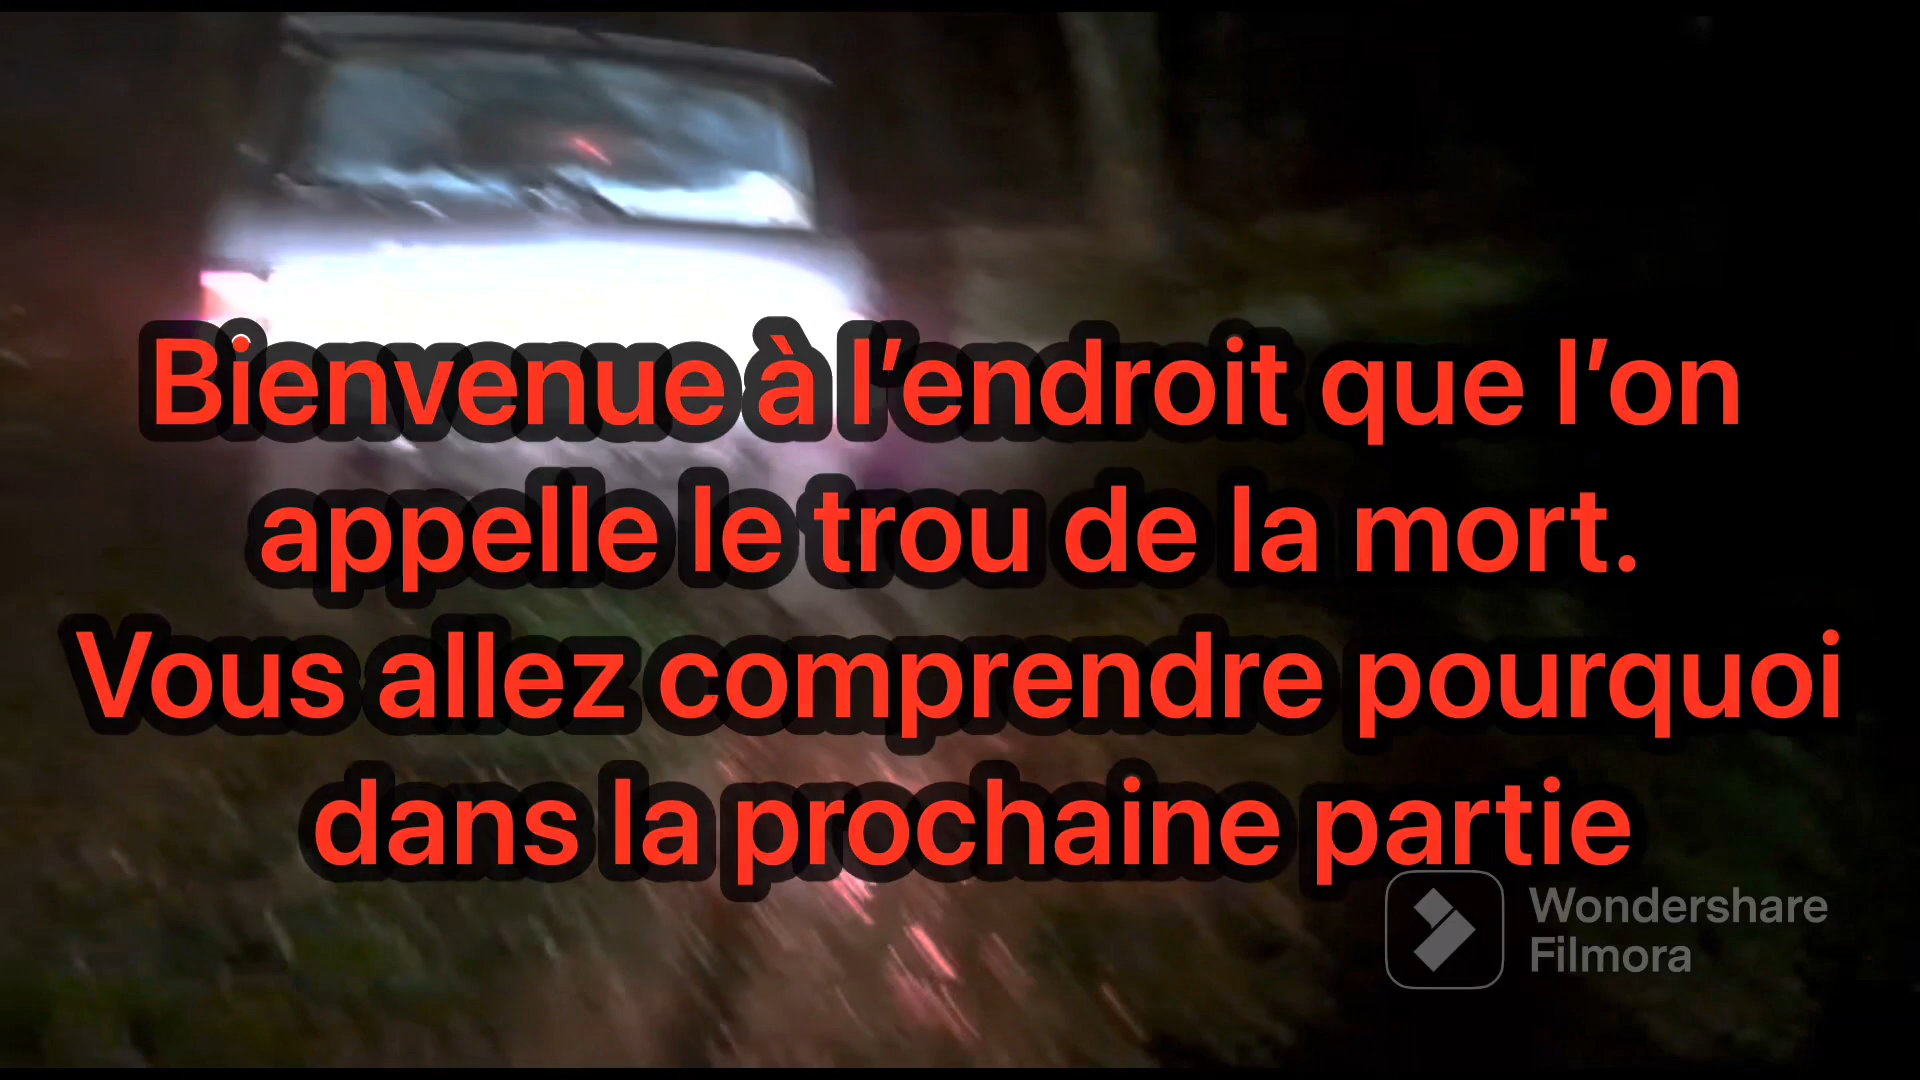 Bienvenue à l’endroit que l’on
appelle le trou de la mort.
Vous allez comprendre pourquoi
dans la prochaine partie
Wondershare
Filmora